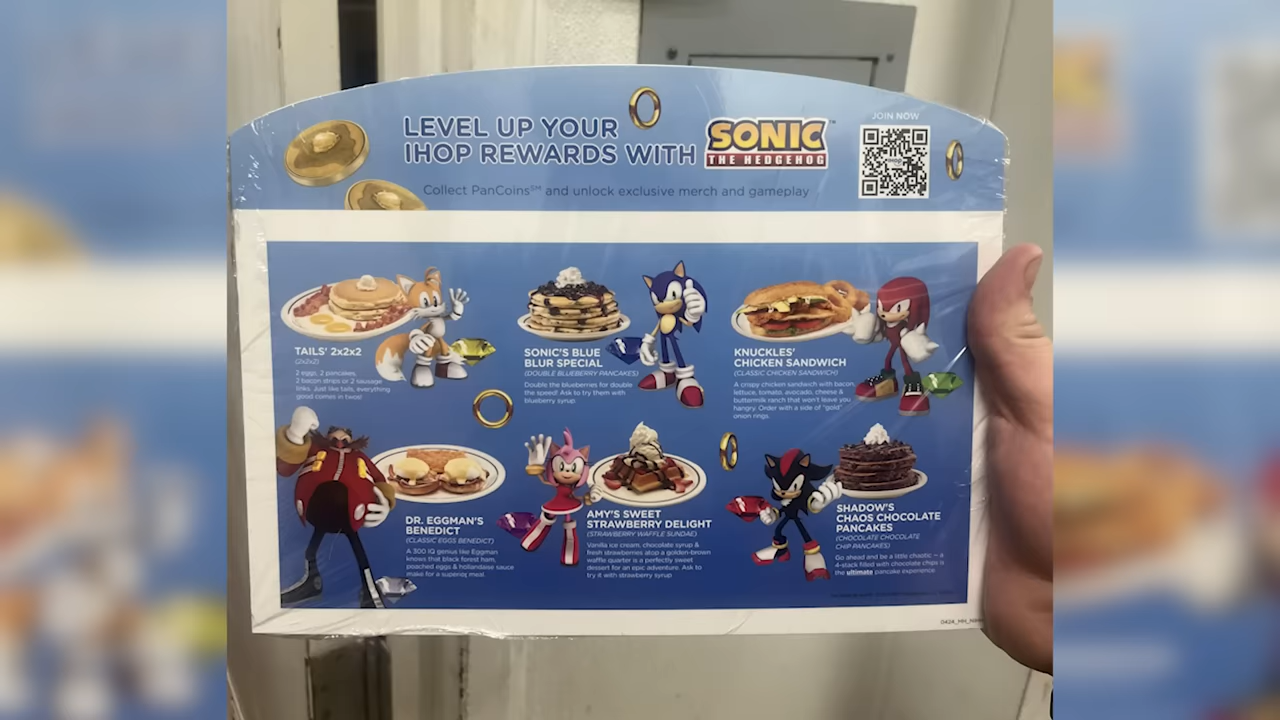 LEVEL UP YOUR
IHOP REWARDS WITH
SONIC
THE HEDGEHOG
™
JOIN NOW
Collect PanCoins℠ and unlock exclusive merch and gameplay
TAILS' 2x2x2
(2x2x2)
2 eggs, 2 pancakes,
2 bacon strips or 2 sausage
links. Just like tails, everything
good comes in twos!
SONIC'S BLUE
BLUR SPECIAL
(DOUBLE BLUEBERRY PANCAKES)
Double the blueberries for double
the speed! Ask to try them with
blueberry syrup.
KNUCKLES'
CHICKEN SANDWICH
(CLASSIC CHICKEN SANDWICH)
A crispy chicken sandwich with bacon,
lettuce, tomato, avocado, cheese &
buttermilk ranch that won't leave you
hangry. Order with a side of "gold"
onion rings.
DR. EGGMAN'S
BENEDICT
(CLASSIC EGGS BENEDICT)
A 300 IQ genius like Eggman
knows that black forest ham,
poached eggs & hollandaise sauce
make for a superior meal.
AMY'S SWEET
STRAWBERRY DELIGHT
(STRAWBERRY WAFFLE SUNDAE)
Vanilla ice cream, chocolate syrup &
fresh strawberries atop a golden-brown
waffle quarter is a perfectly sweet
dessert for an epic adventure. Ask to
try it with strawberry syrup
SHADOW'S
CHAOS CHOCOLATE
PANCAKES
(CHOCOLATE CHOCOLATE
CHIP PANCAKES)
Go ahead and be a little chaotic – a
4-stack filled with chocolate chips is
the ultimate pancake experience